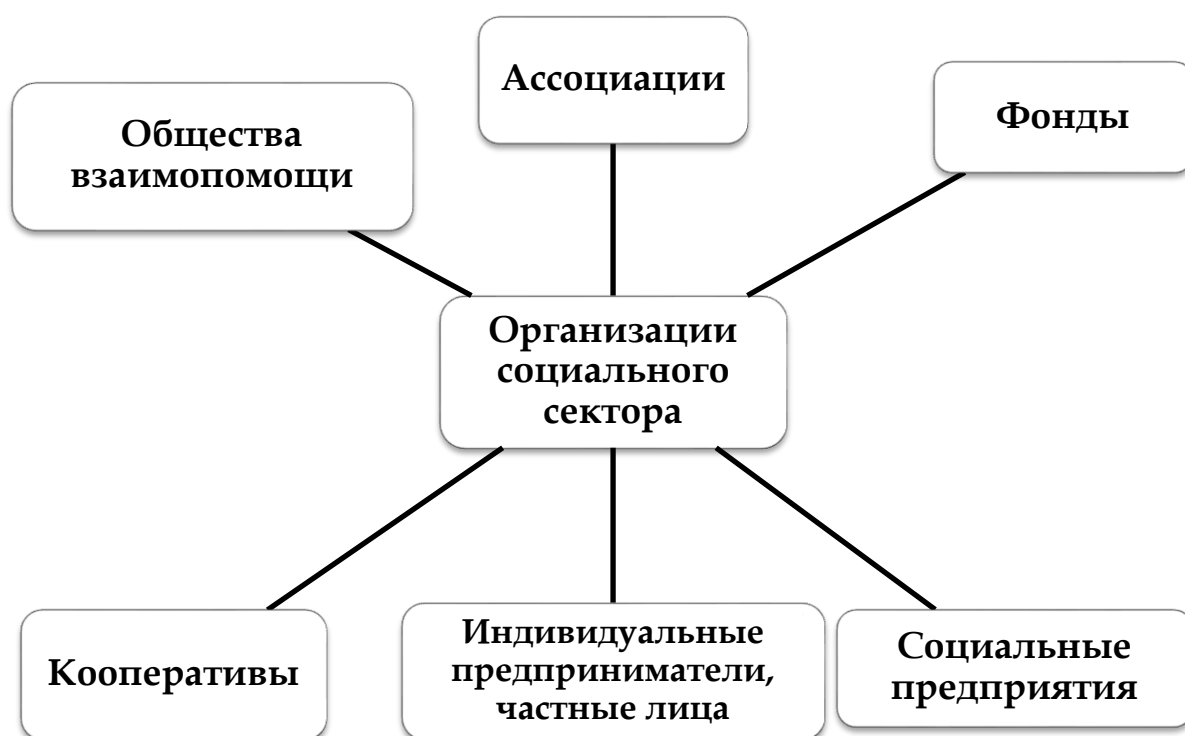 Ассоциации
Фонды
Общества
взаимопомощи
Организации
социального
сектора
Кооперативы
Индивидуальные
предприниматели,
частные лица
Социальные
предприятия